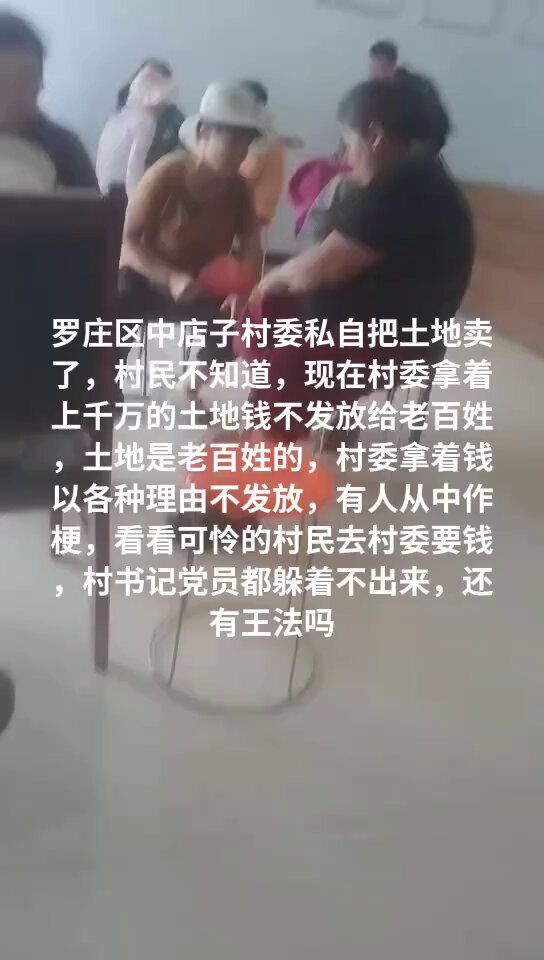 罗庄区中店子村委私自把土地卖
了，村民不知道，现在村委拿着
上千万的土地钱不发放给老百姓
，土地是老百姓的，村委拿着钱
以各种理由不发放，有人从中作
梗，看看可怜的村民去村委要钱
，村书记党员都躲着不出来，还
有王法吗